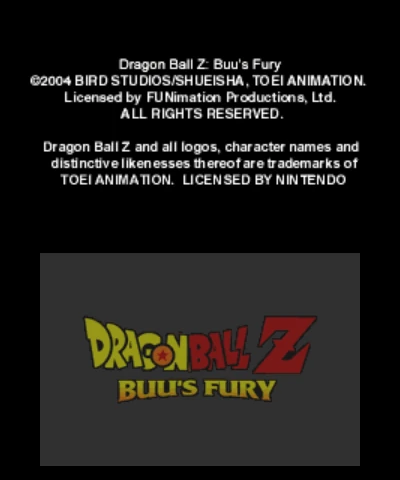 Dragon Ball Z: Buu's Fury
©2004 BIRD STUDIOS/SHUEISHA, TOEI ANIMATION.
Licensed by FUNimation Productions, Ltd.
ALL RIGHTS RESERVED.
Dragon Ball Z and all logos, character names and
distinctive likenesses thereof are trademarks of
TOEI ANIMATION. LICENSED BY NINTENDO
DRAGON BALL Z
BUU'S FURY